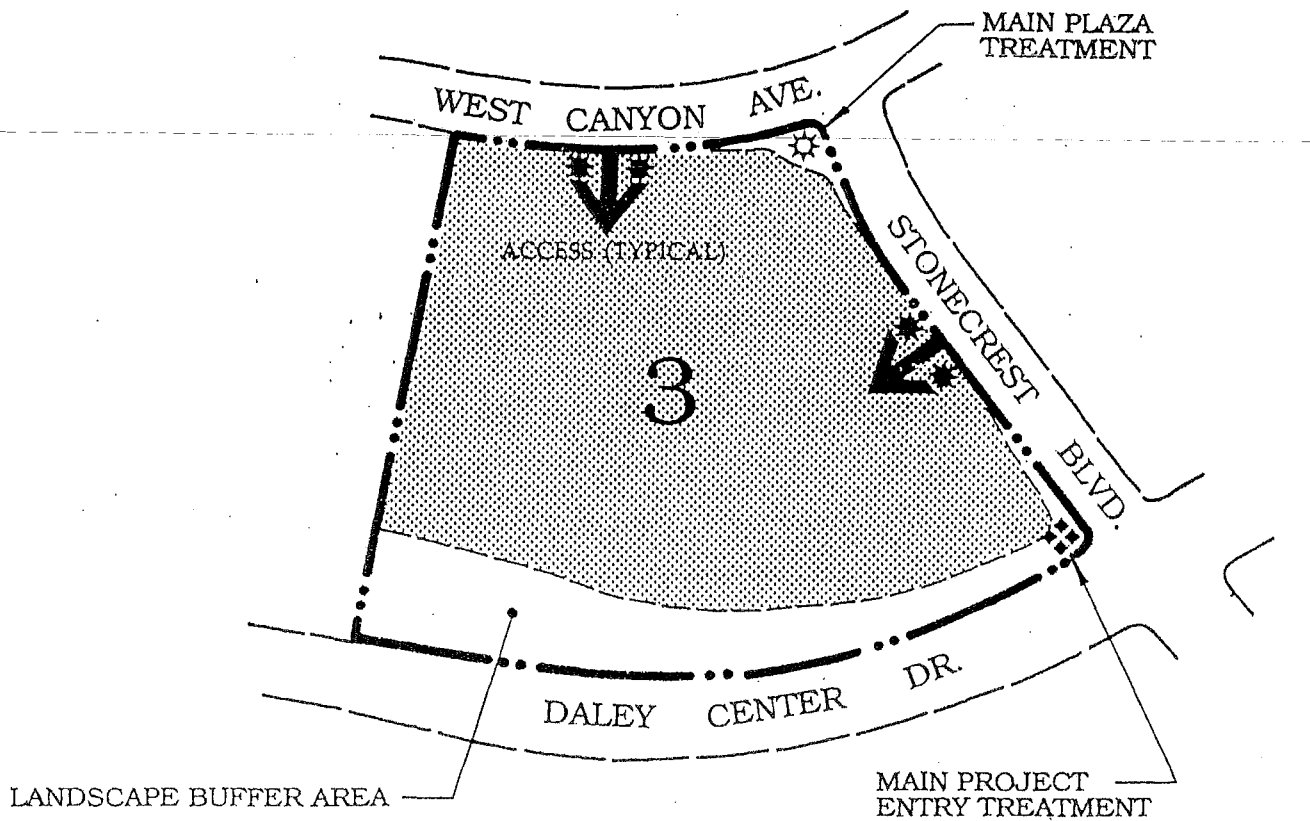 MAIN PLAZA
TREATMENT
WEST CANYON AVE.
ACCESS (TYPICAL)
STONECREST BLVD.
3
DALEY CENTER DR.
LANDSCAPE BUFFER AREA
MAIN PROJECT
ENTRY TREATMENT